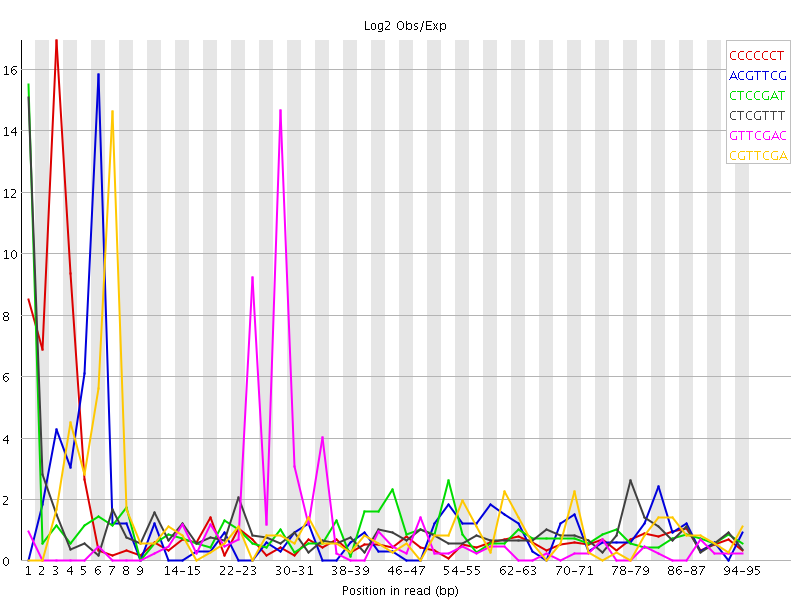 Log2 Obs/Exp
CCCCCCT
ACGTTCG
CTCCGAT
CTCGTTT
GTTCGAC
CGTTCGA
16
14
12
10
8
6
4
2
0
1 2 3 4 5 6 7 8 9 14-15 22-23 30-31 38-39 46-47 54-55 62-63 70-71 78-79 86-87 94-95
Position in read (bp)